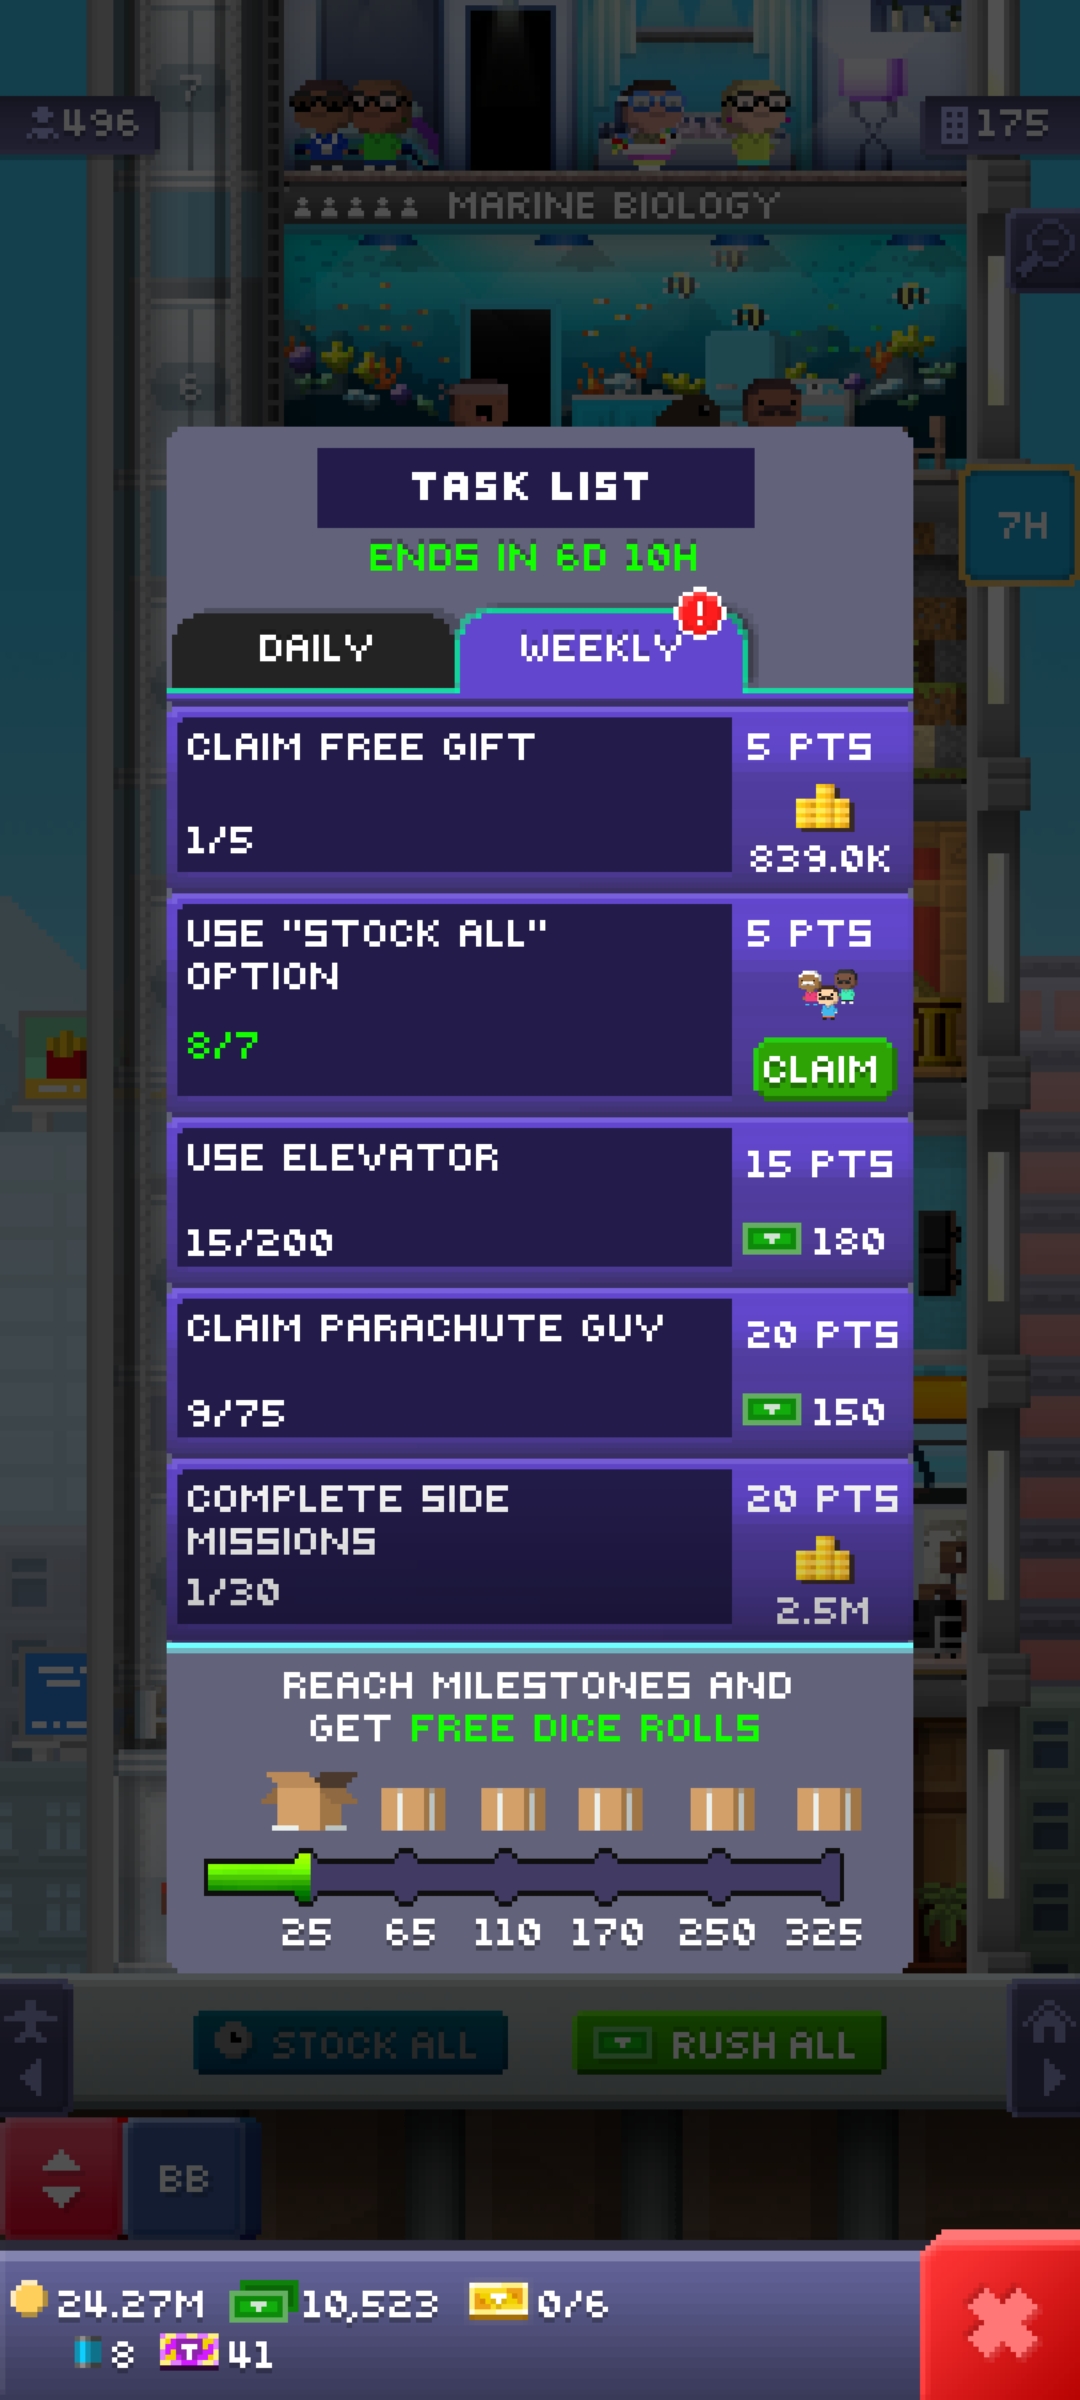 7
496
175
MARINE BIOLOGY
6
TASK LIST
ENDS IN 6D 10H
7H
DAILY
WEEKLY
!
CLAIM FREE GIFT
5 PTS
1/5
839.0K
USE "STOCK ALL"
OPTION
5 PTS
8/7
CLAIM
USE ELEVATOR
15 PTS
15/200
180
CLAIM PARACHUTE GUY
20 PTS
9/75
150
COMPLETE SIDE
MISSIONS
20 PTS
1/30
2.5M
REACH MILESTONES AND
GET FREE DICE ROLLS
25 65 110 170 250 325
STOCK ALL
RUSH ALL
BB
24.27M 10,523 0/6
8 T 41